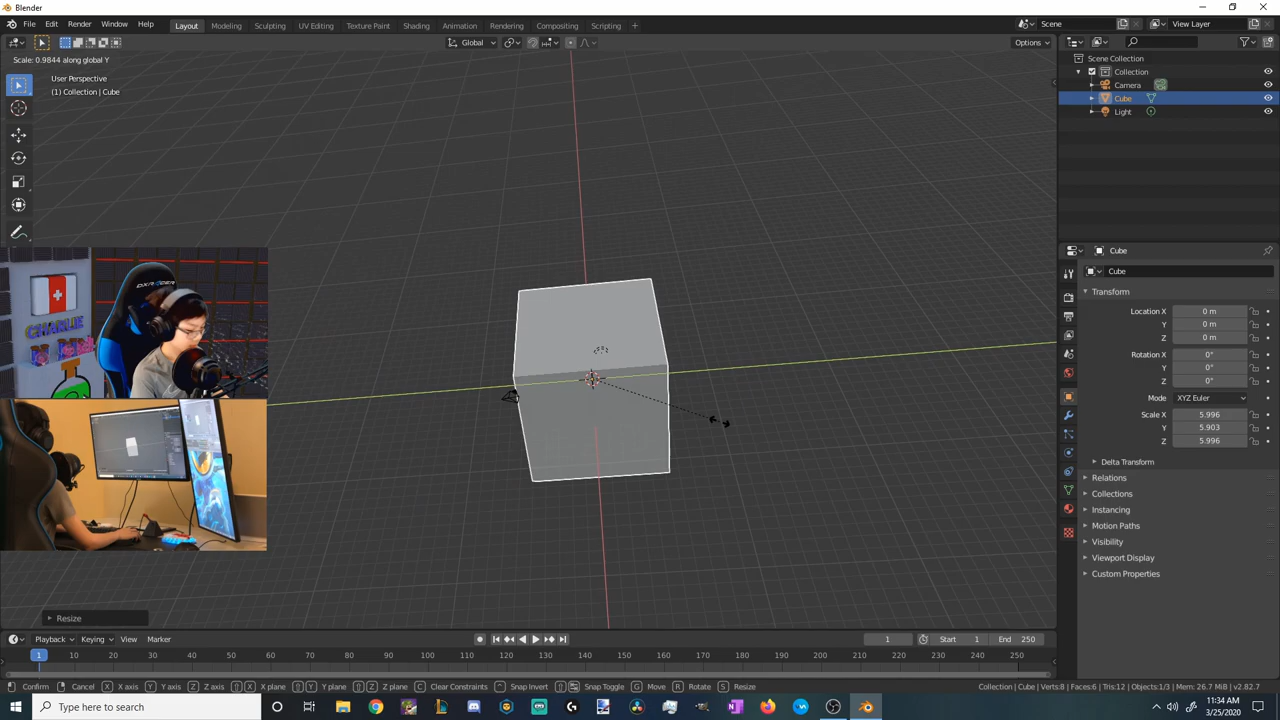 Blender
File Edit Render Window Help
Layout Modeling Sculpting UV Editing Texture Paint Shading Animation Rendering Compositing Scripting +
Scene
View Layer
Global
Options
Scale: 0.9844 along global Y
User Perspective
(1) Collection | Cube
Scene Collection
Collection
Camera
Cube
Light
Cube
Cube
Transform
Location X 0 m
Y 0 m
Z 0 m
Rotation X 0°
Y 0°
Z 0°
Mode XYZ Euler
Scale X 5.996
Y 5.903
Z 5.996
Delta Transform
Relations
Collections
Instancing
Motion Paths
Visibility
Viewport Display
Custom Properties
DXRACER
CHARLIE
Resize
Playback Keying View Marker
1
Start 1 End 250
1 10 20 30 40 50 60 70 80 90 100 110 120 130 140 150 160 170 180 190 200 210 220 230 240 250
Confirm Cancel X X axis Y Y axis Z Z axis X X plane Y Y plane Z Z plane C Clear Constraints Snap Invert Snap Toggle G Move R Rotate S Resize
Collection | Cube | Verts:8 | Faces:6 | Tris:12 | Objects:1/3 | Mem: 26.7 MiB | v2.82.7
Type here to search
11:34 AM
3/25/2020